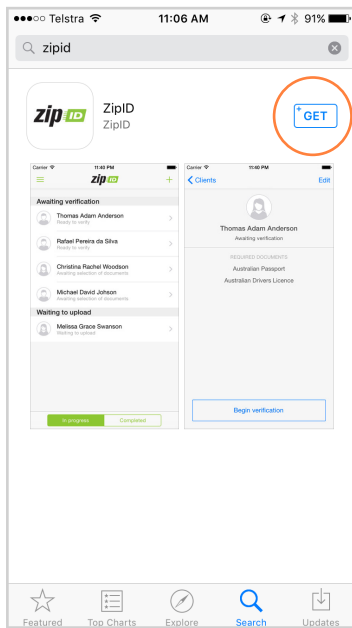 Telstra 11:06 AM 91%
zipid
zip ID
ZipID
ZipID
+GET
Carrier 11:40 PM
zip ID +
Awaiting verification
Thomas Adam Anderson
Ready to verify
Rafael Pereira da Silva
Ready to verify
Christina Rachel Woodson
Awaiting selection of documents
Michael David Johson
Awaiting selection of documents
Waiting to upload
Melissa Grace Swanson
Waiting to upload
In progress Completed
Carrier 11:40 PM
Clients Edit
Thomas Adam Anderson
Awaiting verification
REQUIRED DOCUMENTS
Australian Passport
Australian Drivers Licence
Begin verification
Featured Top Charts Explore Search Updates